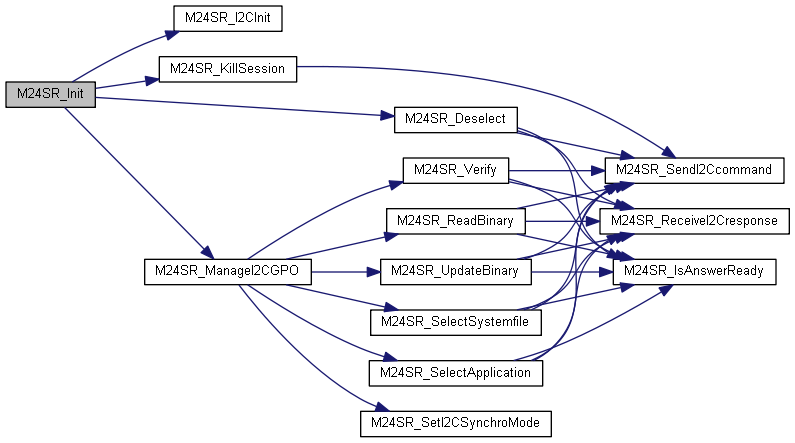 M24SR_I2CInit
M24SR_KillSession
M24SR_Init
M24SR_Deselect
M24SR_Verify
M24SR_SendI2Ccommand
M24SR_ReadBinary
M24SR_ReceiveI2Cresponse
M24SR_ManageI2CGPO
M24SR_UpdateBinary
M24SR_IsAnswerReady
M24SR_SelectSystemfile
M24SR_SelectApplication
M24SR_SetI2CSynchroMode